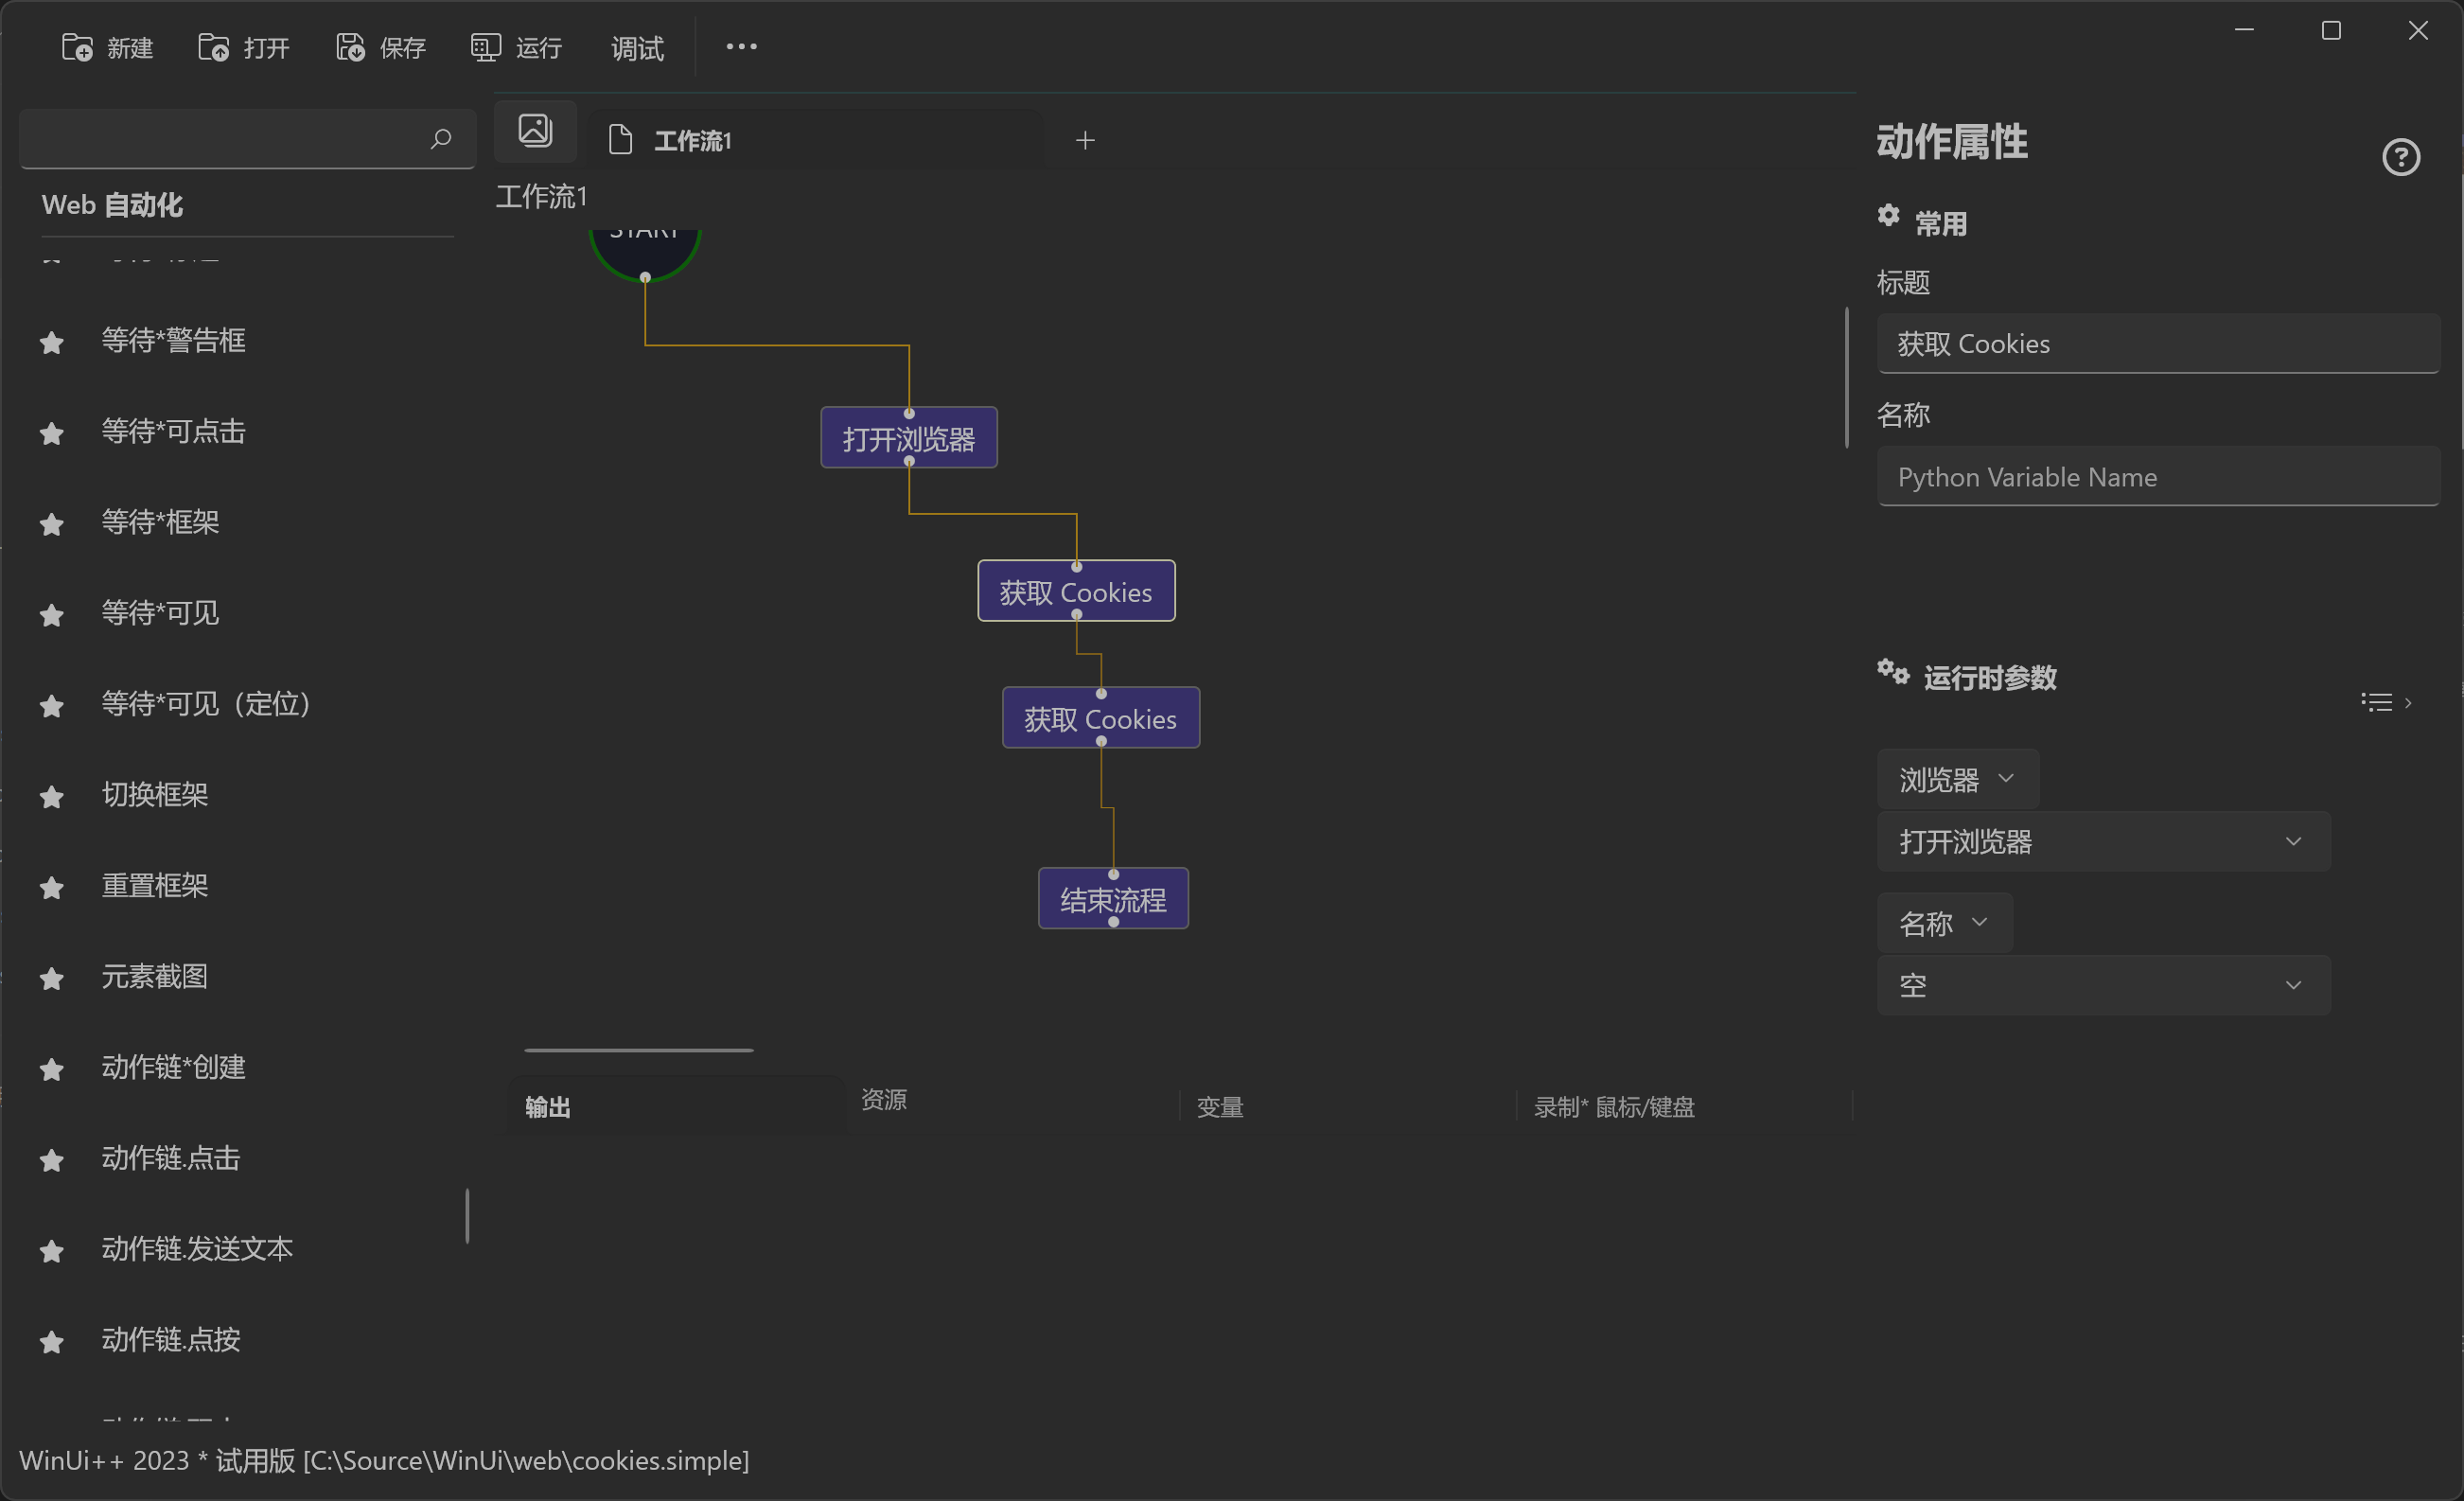 新建
打开
保存
运行
调试
Web 自动化
等待*警告框
等待*可点击
等待*框架
等待*可见
等待*可见（定位）
切换框架
重置框架
元素截图
动作链*创建
动作链.点击
动作链.发送文本
动作链.点按
工作流1
工作流1
START
打开浏览器
获取 Cookies
获取 Cookies
结束流程
输出
资源
变量
录制* 鼠标/键盘
动作属性
常用
标题
获取 Cookies
名称
Python Variable Name
运行时参数
浏览器
打开浏览器
名称
空
WinUi++ 2023 * 试用版 [C:\Source\WinUi\web\cookies.simple]